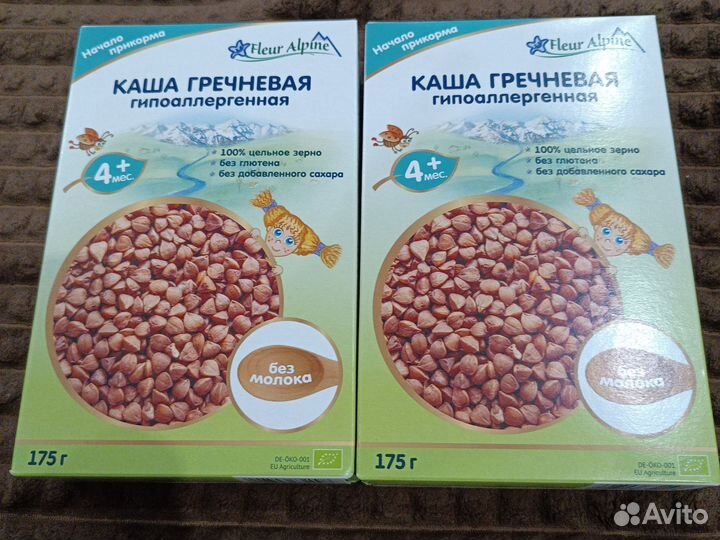 Начало
прикорма
Fleur Alpine
КАША ГРЕЧНЕВАЯ
гипоаллергенная
100% цельное зерно
без глютена
без добавленного сахара
4+
мес.
без
молока
175 г
DE-ÖKO-001
EU Agriculture
Начало
прикорма
Fleur Alpine
КАША ГРЕЧНЕВАЯ
гипоаллергенная
100% цельное зерно
без глютена
без добавленного сахара
4+
мес.
без
молока
175 г
DE-ÖKO-001
EU Agriculture
Avito